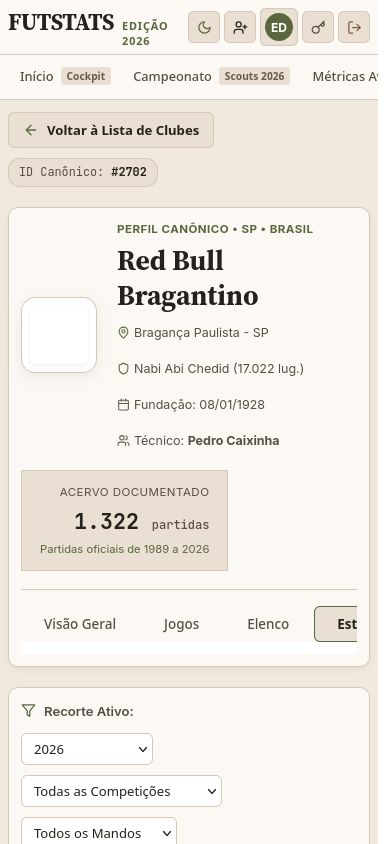 FUTSTATS
EDIÇÃO
2026
ED
Início Cockpit Campeonato Scouts 2026 Métricas Av
Voltar à Lista de Clubes
ID Canônico: #2702
PERFIL CANÔNICO • SP • BRASIL
Red Bull
Bragantino
Bragança Paulista - SP
Nabi Abi Chedid (17.022 lug.)
Fundação: 08/01/1928
Técnico: Pedro Caixinha
ACERVO DOCUMENTADO
1.322 partidas
Partidas oficiais de 1989 a 2026
Visão Geral Jogos Elenco Est
Recorte Ativo:
2026
Todas as Competições
Todos os Mandos